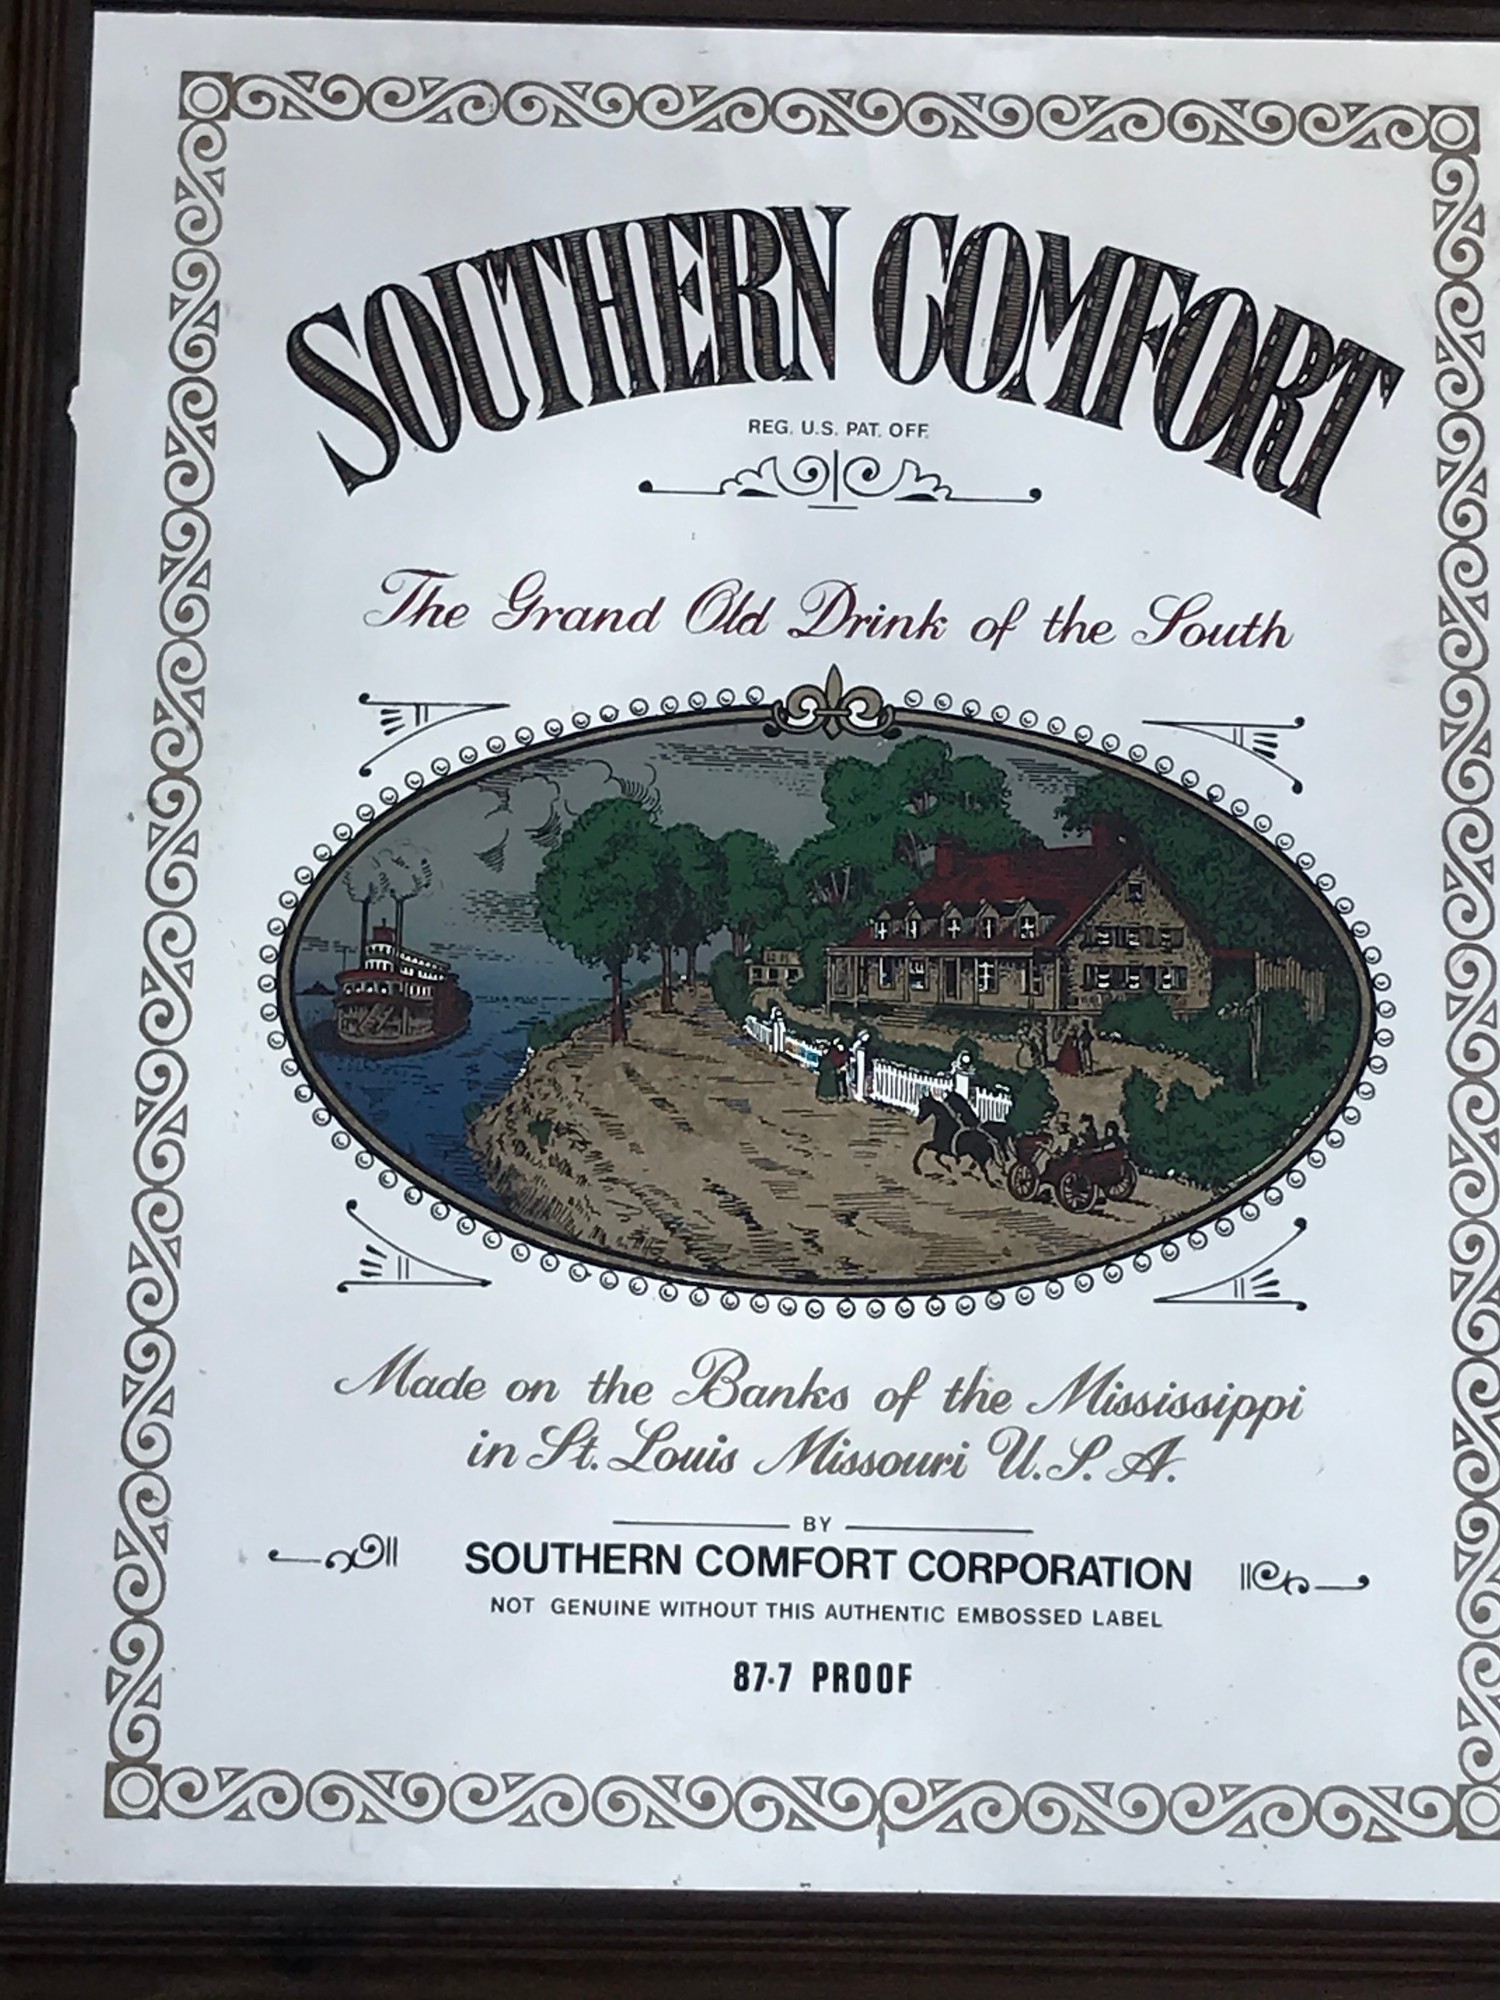 SOUTHERN COMFORT
REG. U.S. PAT. OFF.
The Grand Old Drink of the South
Made on the Banks of the Mississippi
in St. Louis Missouri U.S.A.
BY
SOUTHERN COMFORT CORPORATION
NOT GENUINE WITHOUT THIS AUTHENTIC EMBOSSED LABEL
87·7 PROOF